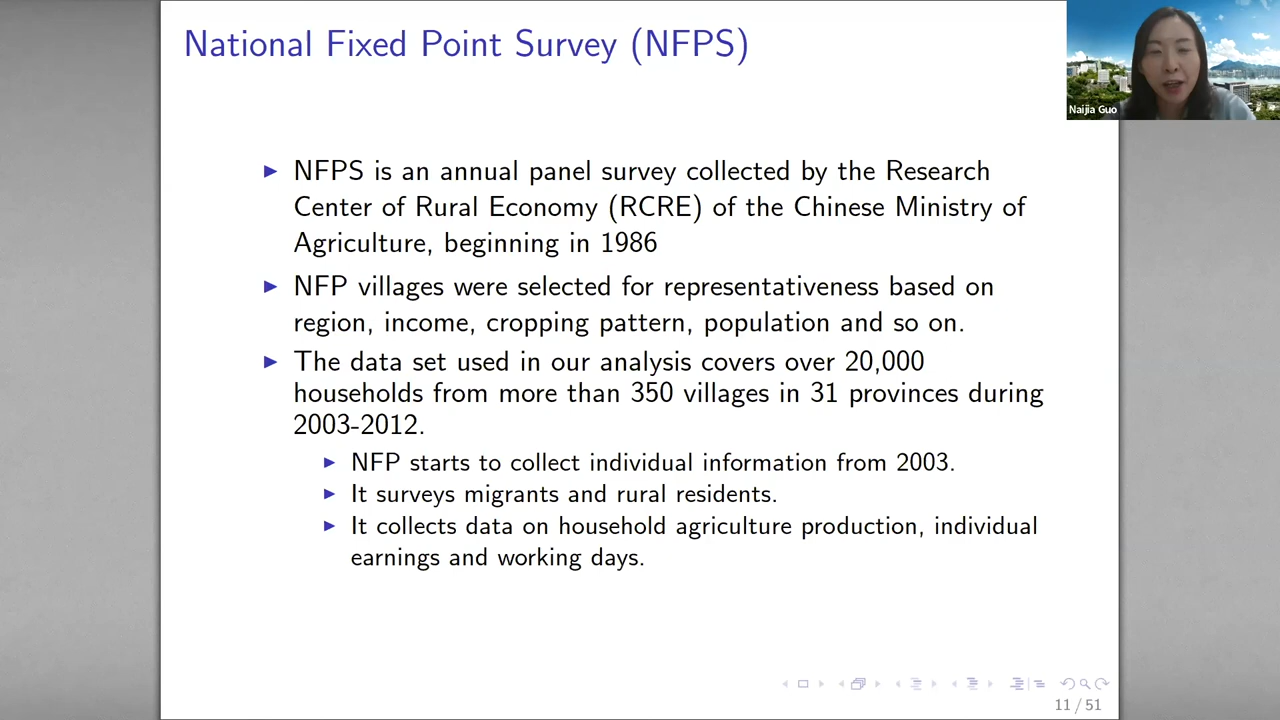 National Fixed Point Survey (NFPS)
Naijia Guo
NFPS is an annual panel survey collected by the Research
Center of Rural Economy (RCRE) of the Chinese Ministry of
Agriculture, beginning in 1986
NFP villages were selected for representativeness based on
region, income, cropping pattern, population and so on.
The data set used in our analysis covers over 20,000
households from more than 350 villages in 31 provinces during
2003-2012.
NFP starts to collect individual information from 2003.
It surveys migrants and rural residents.
It collects data on household agriculture production, individual
earnings and working days.
11 / 51